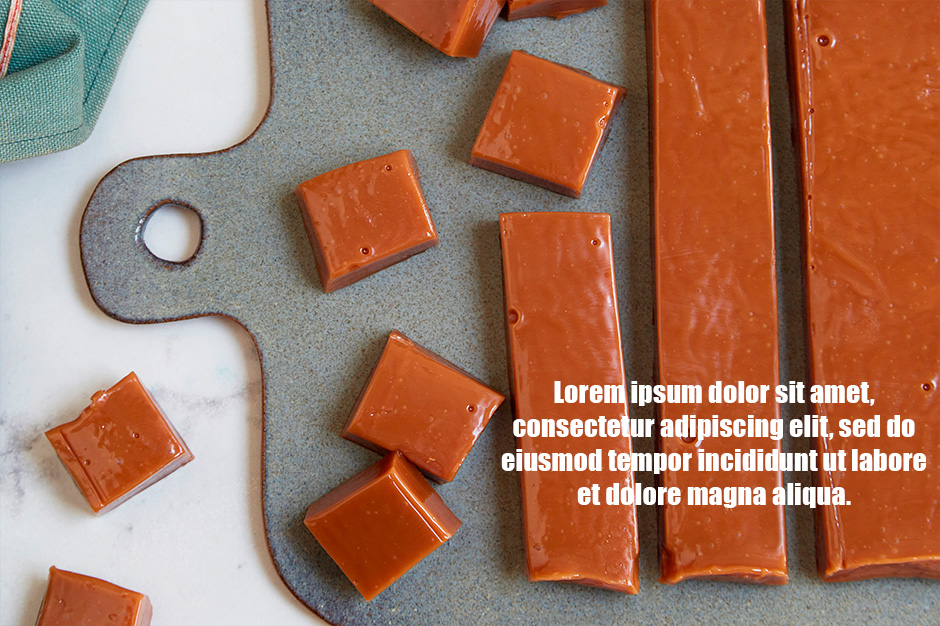 Lorem ipsum dolor sit amet,
consectetur adipiscing elit, sed do
eiusmod tempor incididunt ut labore
et dolore magna aliqua.